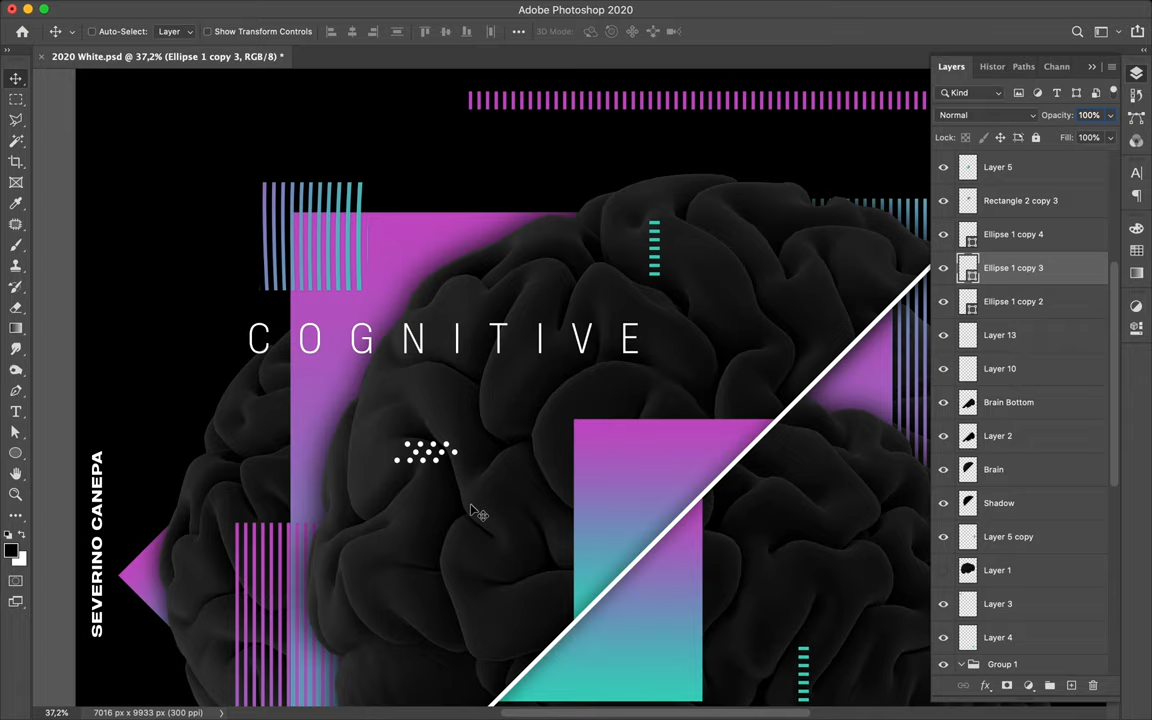 Adobe Photoshop 2020
Auto-Select: Layer Show Transform Controls 3D Mode:
2020 White.psd @ 37,2% (Ellipse 1 copy 3, RGB/8) *
Layers Histor Paths Chann
Kind
Normal Opacity: 100%
Lock: Fill: 100%
Layer 5
Rectangle 2 copy 3
Ellipse 1 copy 4
Ellipse 1 copy 3
Ellipse 1 copy 2
Layer 13
Layer 10
Brain Bottom
Layer 2
Brain
Shadow
Layer 5 copy
Layer 1
Layer 3
Layer 4
Group 1
COGNITIVE
SEVERINO CANEPA
37,2% 7016 px x 9933 px (300 ppi)